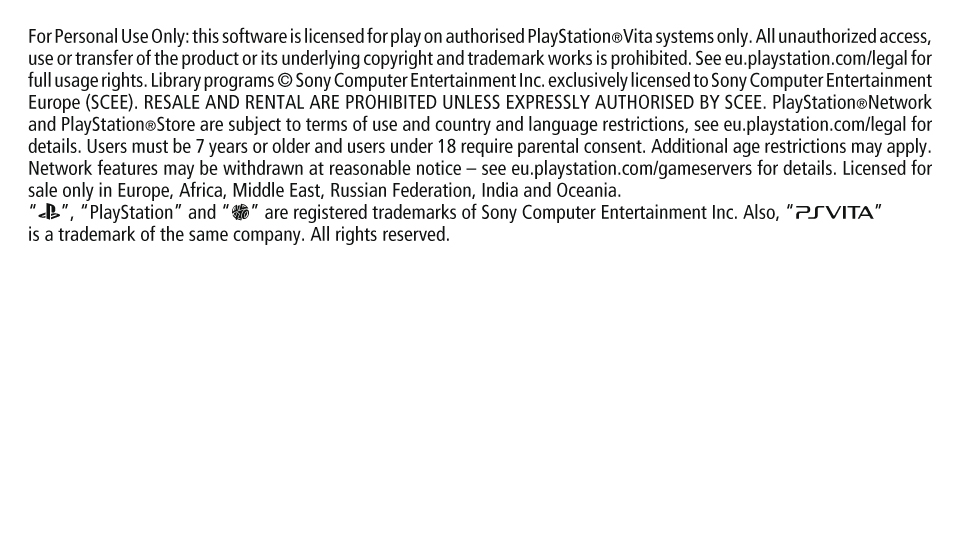 For Personal Use Only: this software is licensed for play on authorised PlayStation®Vita systems only. All unauthorized access,
use or transfer of the product or its underlying copyright and trademark works is prohibited. See eu.playstation.com/legal for
full usage rights. Library programs © Sony Computer Entertainment Inc. exclusively licensed to Sony Computer Entertainment
Europe (SCEE). RESALE AND RENTAL ARE PROHIBITED UNLESS EXPRESSLY AUTHORISED BY SCEE. PlayStation®Network
and PlayStation®Store are subject to terms of use and country and language restrictions, see eu.playstation.com/legal for
details. Users must be 7 years or older and users under 18 require parental consent. Additional age restrictions may apply.
Network features may be withdrawn at reasonable notice – see eu.playstation.com/gameservers for details. Licensed for
sale only in Europe, Africa, Middle East, Russian Federation, India and Oceania.
“ ”, “PlayStation” and “ ” are registered trademarks of Sony Computer Entertainment Inc. Also, “PSVITA”
is a trademark of the same company. All rights reserved.